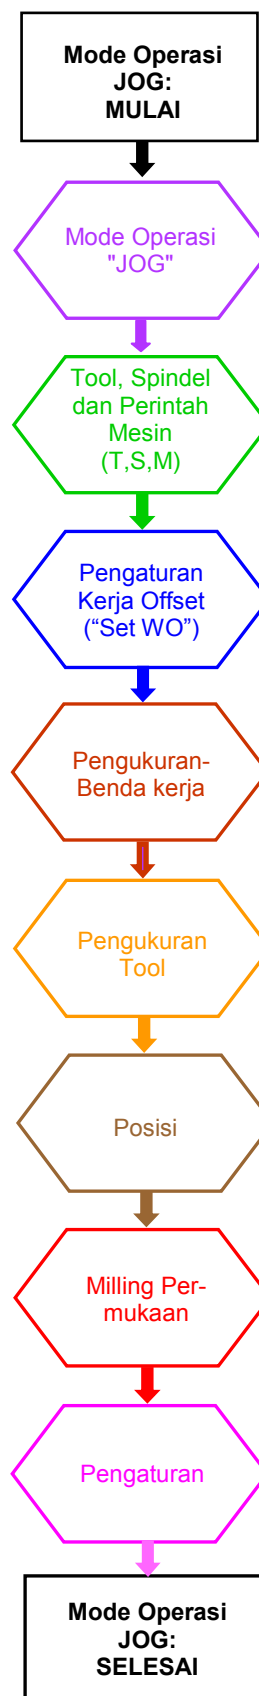 Mode Operasi
JOG:
MULAI
Mode Operasi
"JOG"
Tool, Spindel
dan Perintah
Mesin
(T,S,M)
Pengaturan
Kerja Offset
(“Set WO”)
Pengukuran-
Benda kerja
Pengukuran
Tool
Posisi
Milling Per-
mukaan
Pengaturan
Mode Operasi
JOG:
SELESAI